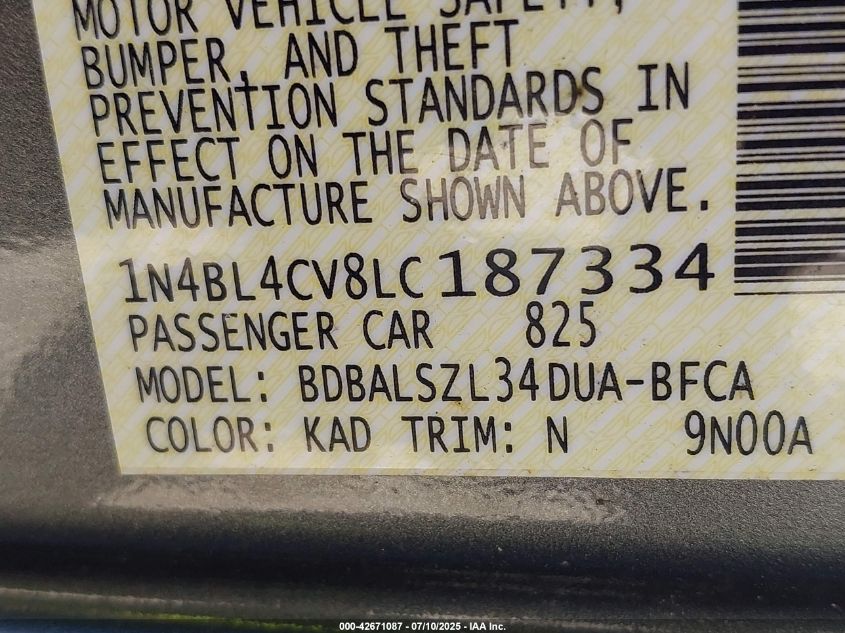 MOTOR VEHICLE SAFETY,
BUMPER, AND THEFT
PREVENTION STANDARDS IN
EFFECT ON THE DATE OF
MANUFACTURE SHOWN ABOVE.
1N4BL4CV8LC187334
PASSENGER CAR 825
MODEL: BDBALSZL34DUA-BFCA
COLOR: KAD TRIM: N 9N00A
000-42671087 - 07/10/2025 - IAA Inc.